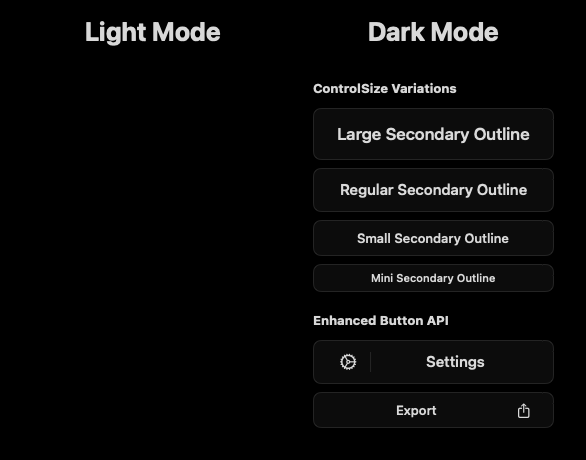 Light Mode
Dark Mode
ControlSize Variations
Large Secondary Outline
Regular Secondary Outline
Small Secondary Outline
Mini Secondary Outline
Enhanced Button API
Settings
Export